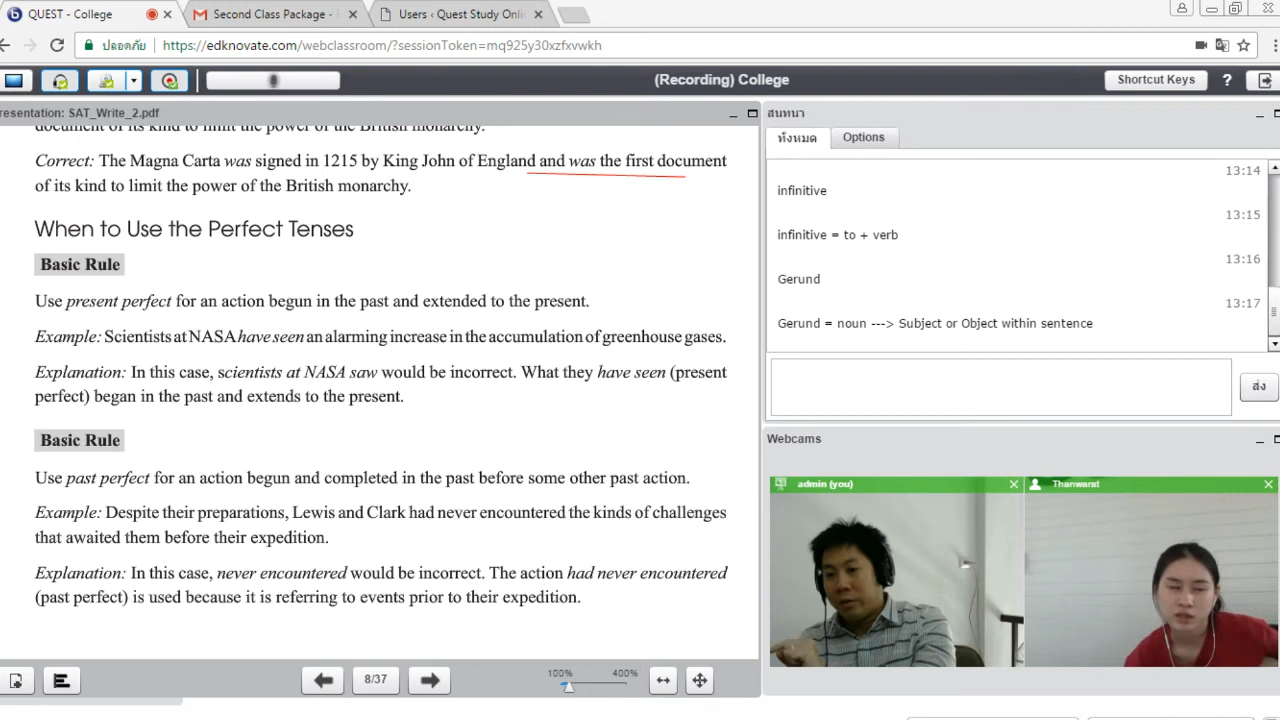 QUEST - College
Second Class Package -
Users ‹ Quest Study Onli
ปลอดภัย
https://edknovate.com/webclassroom/?sessionToken=mq925y30xzfxvwkh
(Recording) College
Shortcut Keys
?
resentation: SAT_Write_2.pdf
document of its kind to limit the power of the British monarchy.
Correct: The Magna Carta was signed in 1215 by King John of England and was the first document
of its kind to limit the power of the British monarchy.
When to Use the Perfect Tenses
Basic Rule
Use present perfect for an action begun in the past and extended to the present.
Example: Scientists at NASA have seen an alarming increase in the accumulation of greenhouse gases.
Explanation: In this case, scientists at NASA saw would be incorrect. What they have seen (present
perfect) began in the past and extends to the present.
Basic Rule
Use past perfect for an action begun and completed in the past before some other past action.
Example: Despite their preparations, Lewis and Clark had never encountered the kinds of challenges
that awaited them before their expedition.
Explanation: In this case, never encountered would be incorrect. The action had never encountered
(past perfect) is used because it is referring to events prior to their expedition.
8/37
100%
400%
สนทนา
ทั้งหมด
Options
13:14
infinitive
13:15
infinitive = to + verb
13:16
Gerund
13:17
Gerund = noun ---> Subject or Object within sentence
ส่ง
Webcams
admin (you)
Thanwarat